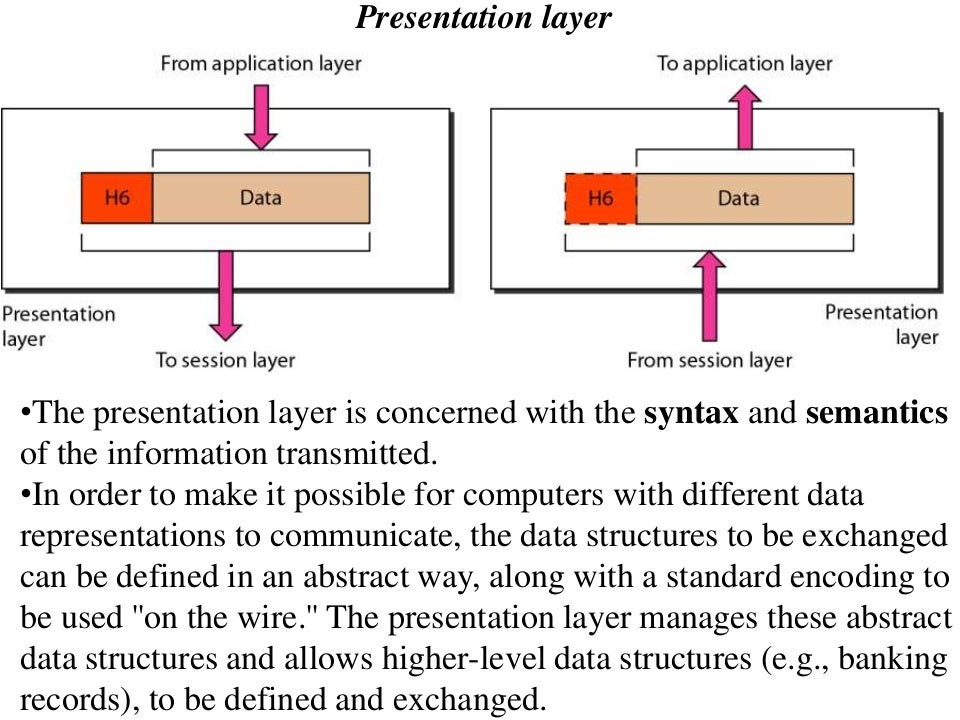 Presentation layer
From application layer
To application layer
H6 Data
H6 Data
Presentation
layer
Presentation
layer
To session layer
From session layer
•The presentation layer is concerned with the syntax and semantics
of the information transmitted.
•In order to make it possible for computers with different data
representations to communicate, the data structures to be exchanged
can be defined in an abstract way, along with a standard encoding to
be used "on the wire." The presentation layer manages these abstract
data structures and allows higher-level data structures (e.g., banking
records), to be defined and exchanged.